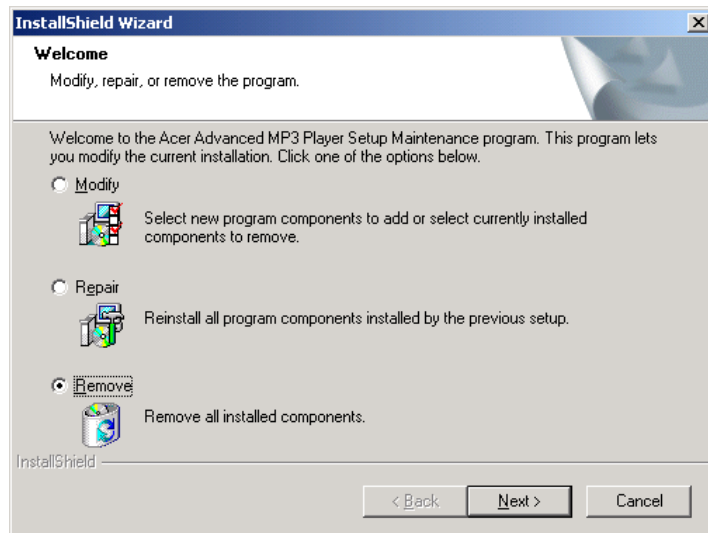 InstallShield Wizard
Welcome
Modify, repair, or remove the program.
Welcome to the Acer Advanced MP3 Player Setup Maintenance program. This program lets
you modify the current installation. Click one of the options below.
Modify
Select new program components to add or select currently installed
components to remove.
Repair
Reinstall all program components installed by the previous setup.
Remove
Remove all installed components.
InstallShield
< Back
Next >
Cancel